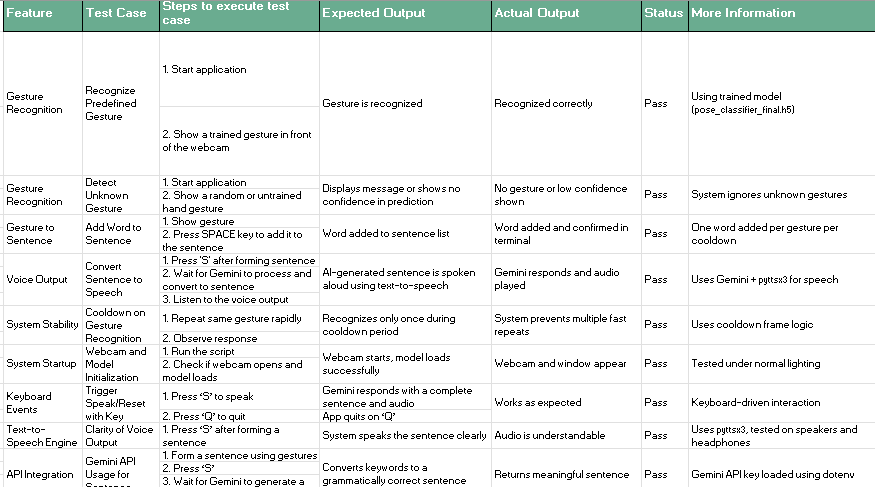 Feature Test Case Steps to execute test case Expected Output Actual Output Status More Information
Gesture Recognition
Recognize Predefined Gesture
1. Start application
2. Show a trained gesture in front of the webcam
Gesture is recognized
Recognized correctly
Pass
Using trained model (pose_classifier_final.h5)
Gesture Recognition
Detect Unknown Gesture
1. Start application
2. Show a random or untrained hand gesture
Displays message or shows no confidence in prediction
No gesture or low confidence shown
Pass
System ignores unknown gestures
Gesture to Sentence
Add Word to Sentence
1. Show gesture
2. Press SPACE key to add it to the sentence
Word added to sentence list
Word added and confirmed in terminal
Pass
One word added per gesture per cooldown
Voice Output
Convert Sentence to Speech
1. Press 'S' after forming sentence
2. Wait for Gemini to process and convert to sentence
3. Listen to the voice output
AI-generated sentence is spoken aloud using text-to-speech
Gemini responds and audio played
Pass
Uses Gemini + pyttsx3 for speech
System Stability
Cooldown on Gesture Recognition
1. Repeat same gesture rapidly
2. Observe response
Recognizes only once during cooldown period
System prevents multiple fast repeats
Pass
Uses cooldown frame logic
System Startup
Webcam and Model Initialization
1. Run the script
2. Check if webcam opens and model loads
Webcam starts, model loads successfully
Webcam and window appear
Pass
Tested under normal lighting
Keyboard Events
Trigger Speak/Reset with Key
1. Press ‘S’ to speak
2. Press ‘Q’ to quit
Gemini responds with a complete sentence and audio
App quits on ‘Q’
Works as expected
Pass
Keyboard-driven interaction
Text-to-Speech Engine
Clarity of Voice Output
1. Press ‘S’ after forming a sentence
System speaks the sentence clearly
Audio is understandable
Pass
Uses pyttsx3, tested on speakers and headphones
API Integration
Gemini API Usage for
1. Form a sentence using gestures
2. Press ‘S’
3. Wait for Gemini to generate a
Converts keywords to a grammatically correct sentence
Returns meaningful sentence
Pass
Gemini API key loaded using dotenv